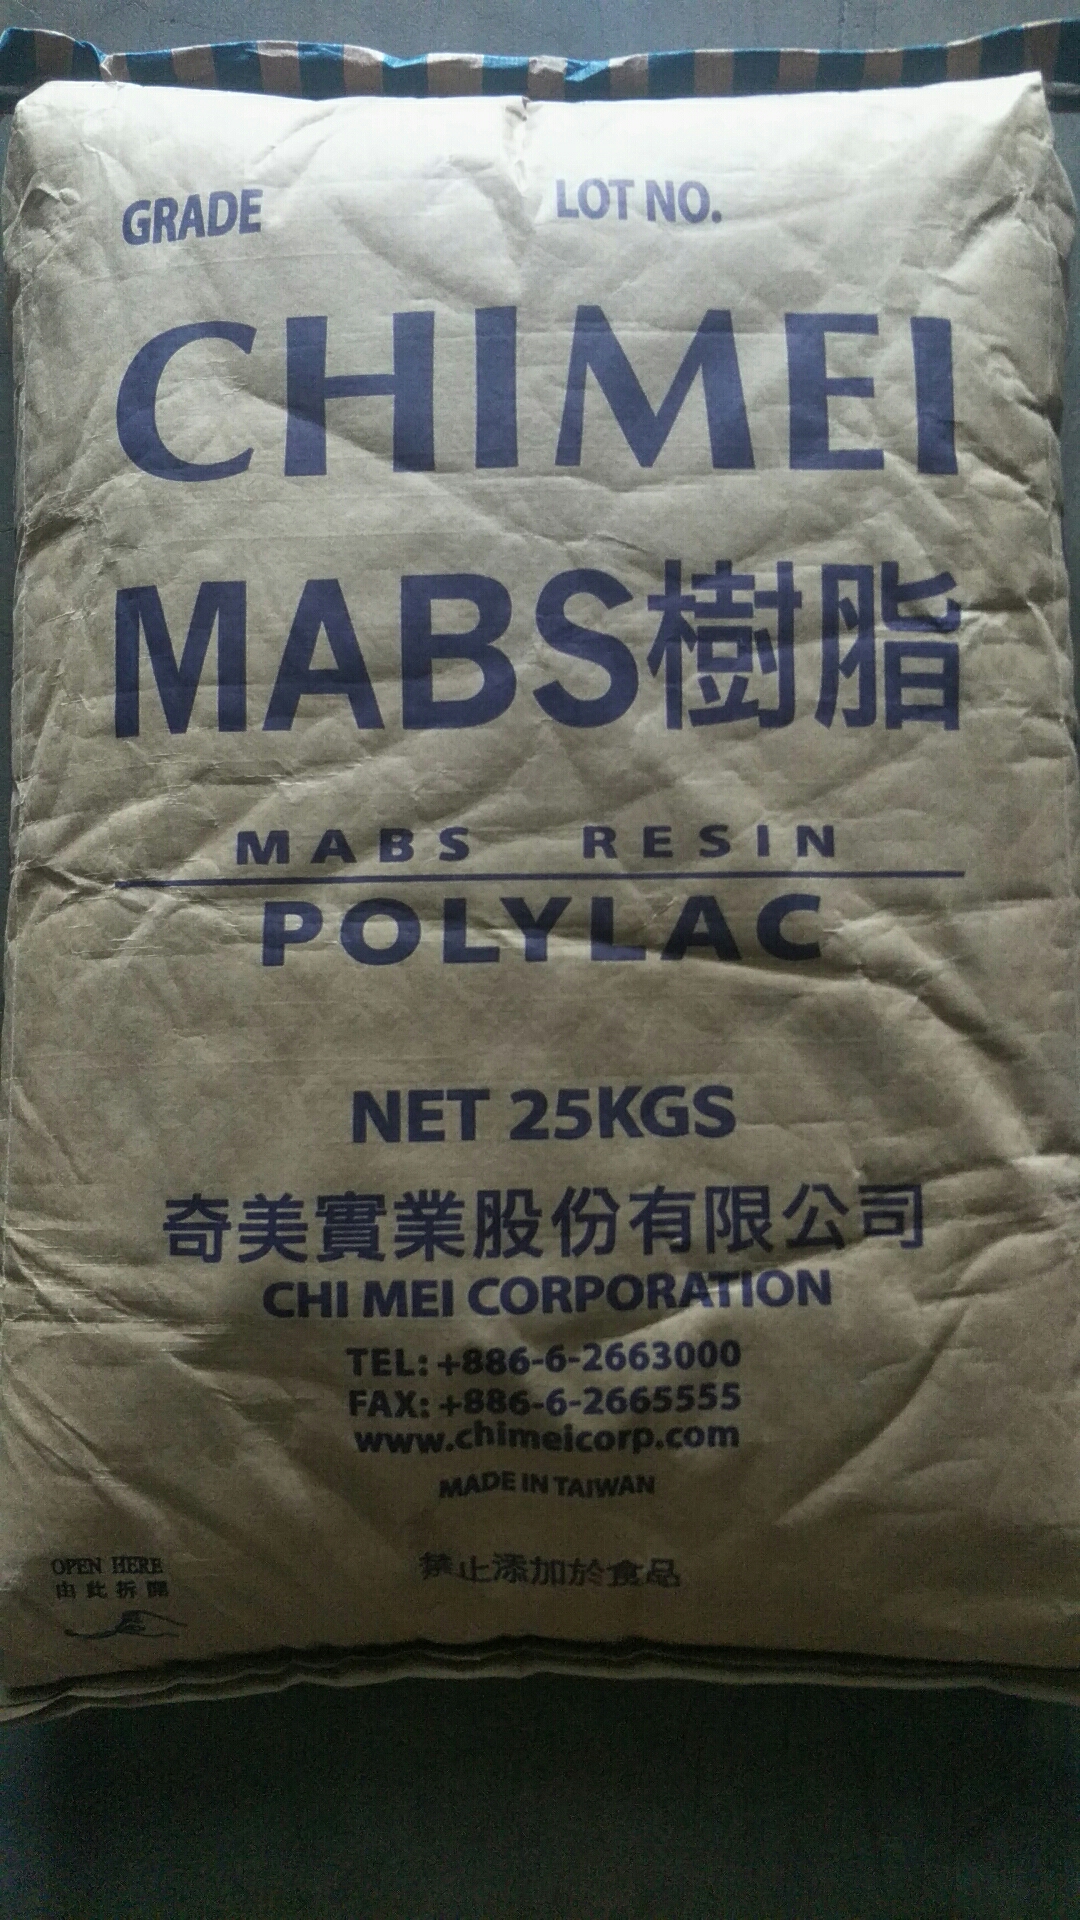 GRADE LOT NO.
CHIMEI
MABS樹脂
MABS RESIN
POLYLAC
NET 25KGS
奇美實業股份有限公司
CHI MEI CORPORATION
TEL: +886-6-2663000
FAX: +886-6-2665555
www.chimeicorp.com
MADE IN TAIWAN
禁止添加於食品
OPEN HERE
由此拆開